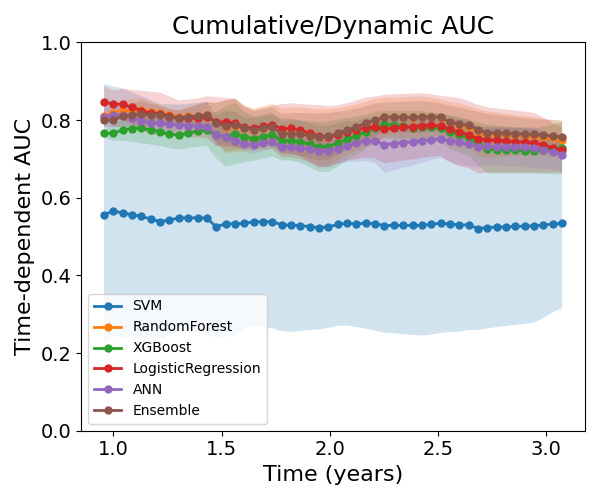 Cumulative/Dynamic AUC
Time-dependent AUC
1.0
0.8
0.6
0.4
0.2
0.0
SVM
RandomForest
XGBoost
LogisticRegression
ANN
Ensemble
1.0 1.5 2.0 2.5 3.0
Time (years)